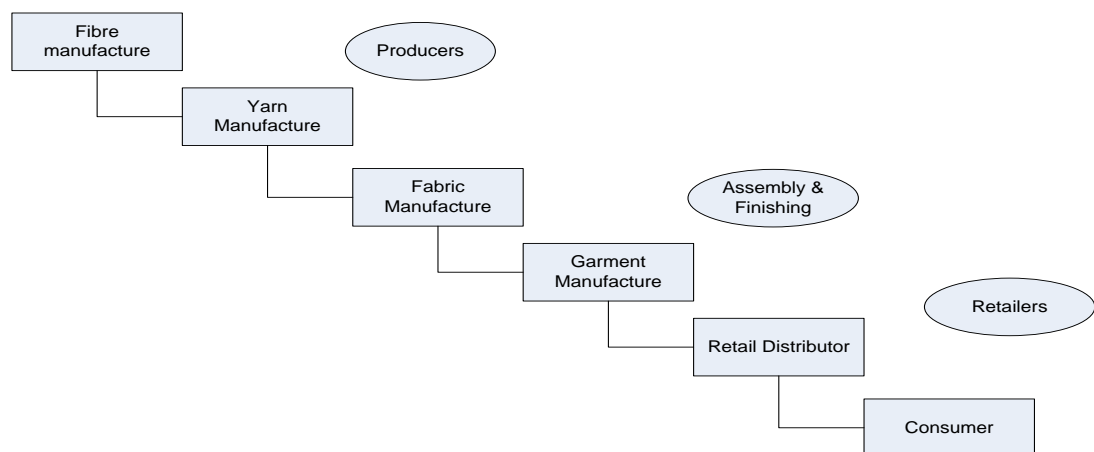 Fibre
manufacture
Producers
Yarn
Manufacture
Fabric
Manufacture
Assembly &
Finishing
Garment
Manufacture
Retailers
Retail Distributor
Consumer